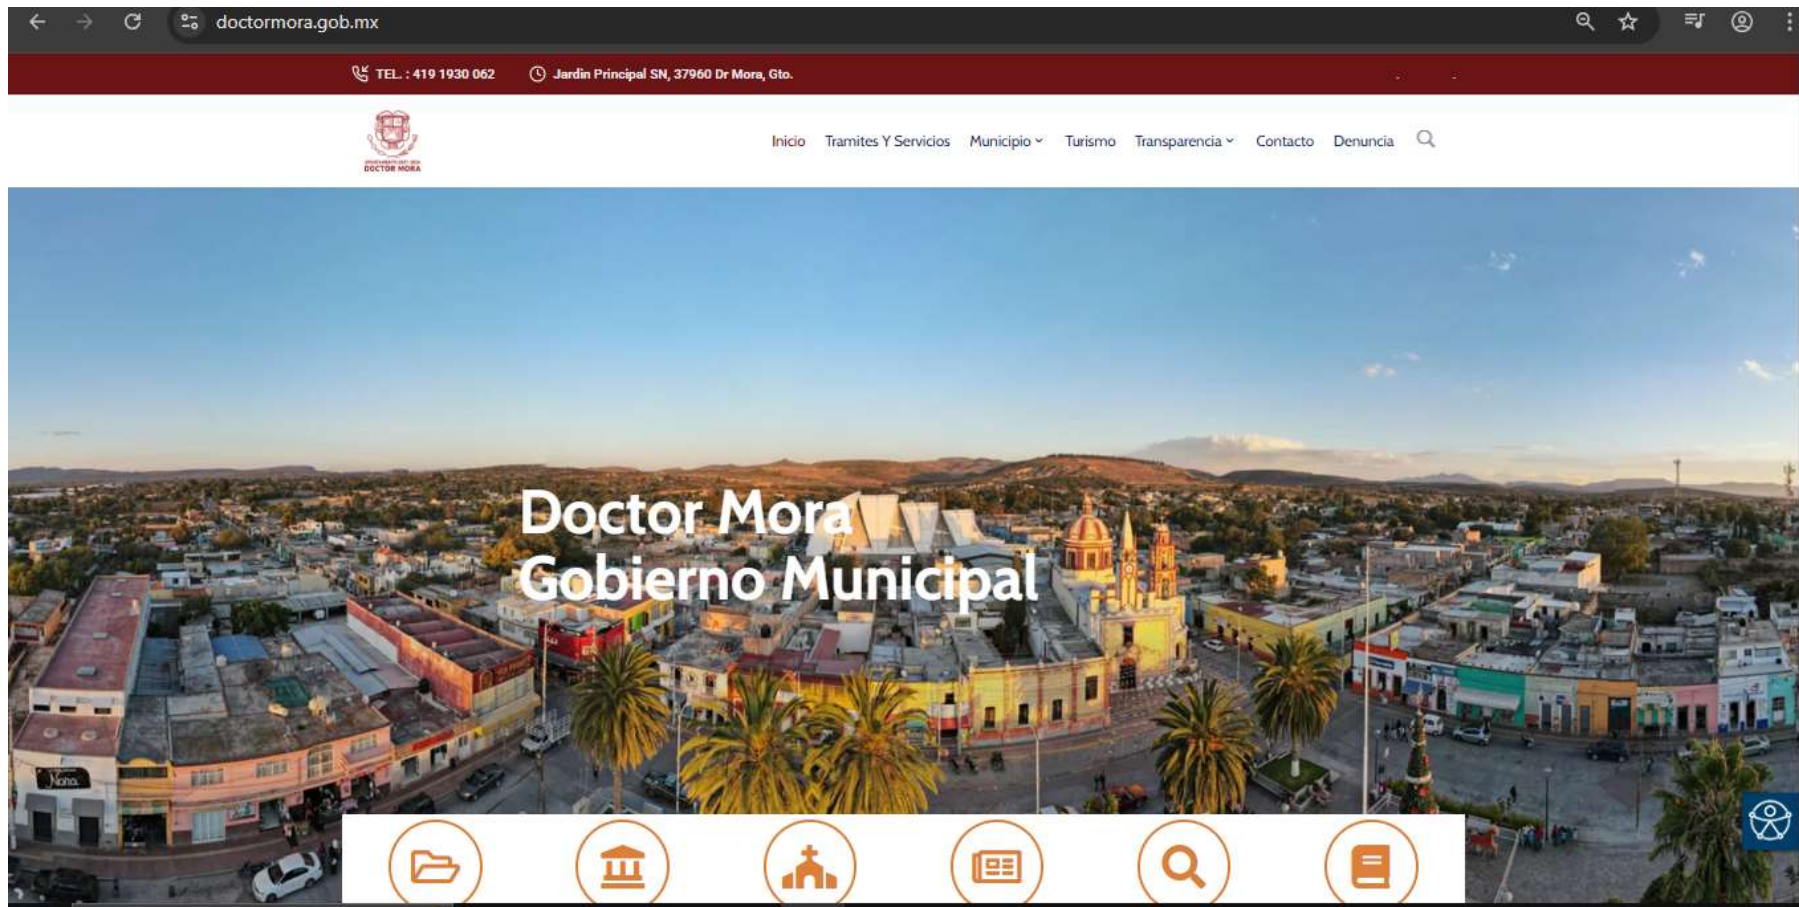 doctormora.gob.mx
TEL. : 419 1930 062 Jardin Principal SN, 37960 Dr Mora, Gto.
DOCTOR MORA
Inicio Tramites Y Servicios Municipio Turismo Transparencia Contacto Denuncia
Doctor Mora
Gobierno Municipal
Nona